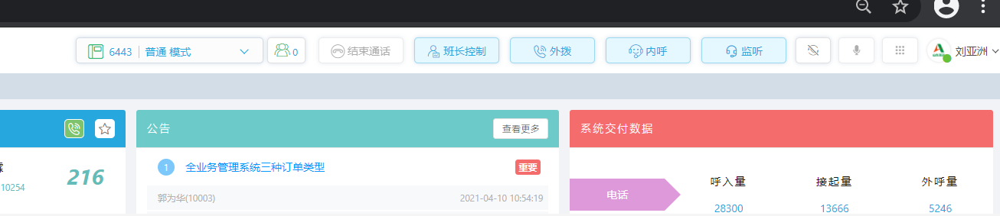 6443 普通 模式 0 结束通话 班长控制 外拨 内呼 监听 刘亚洲
公告 查看更多 系统交付数据
216
10254
1 全业务管理系统三种订单类型 重要
郭为华(10003) 2021-04-10 10:54:19
电话
呼入量 接起量 外呼量
28300 13666 5246